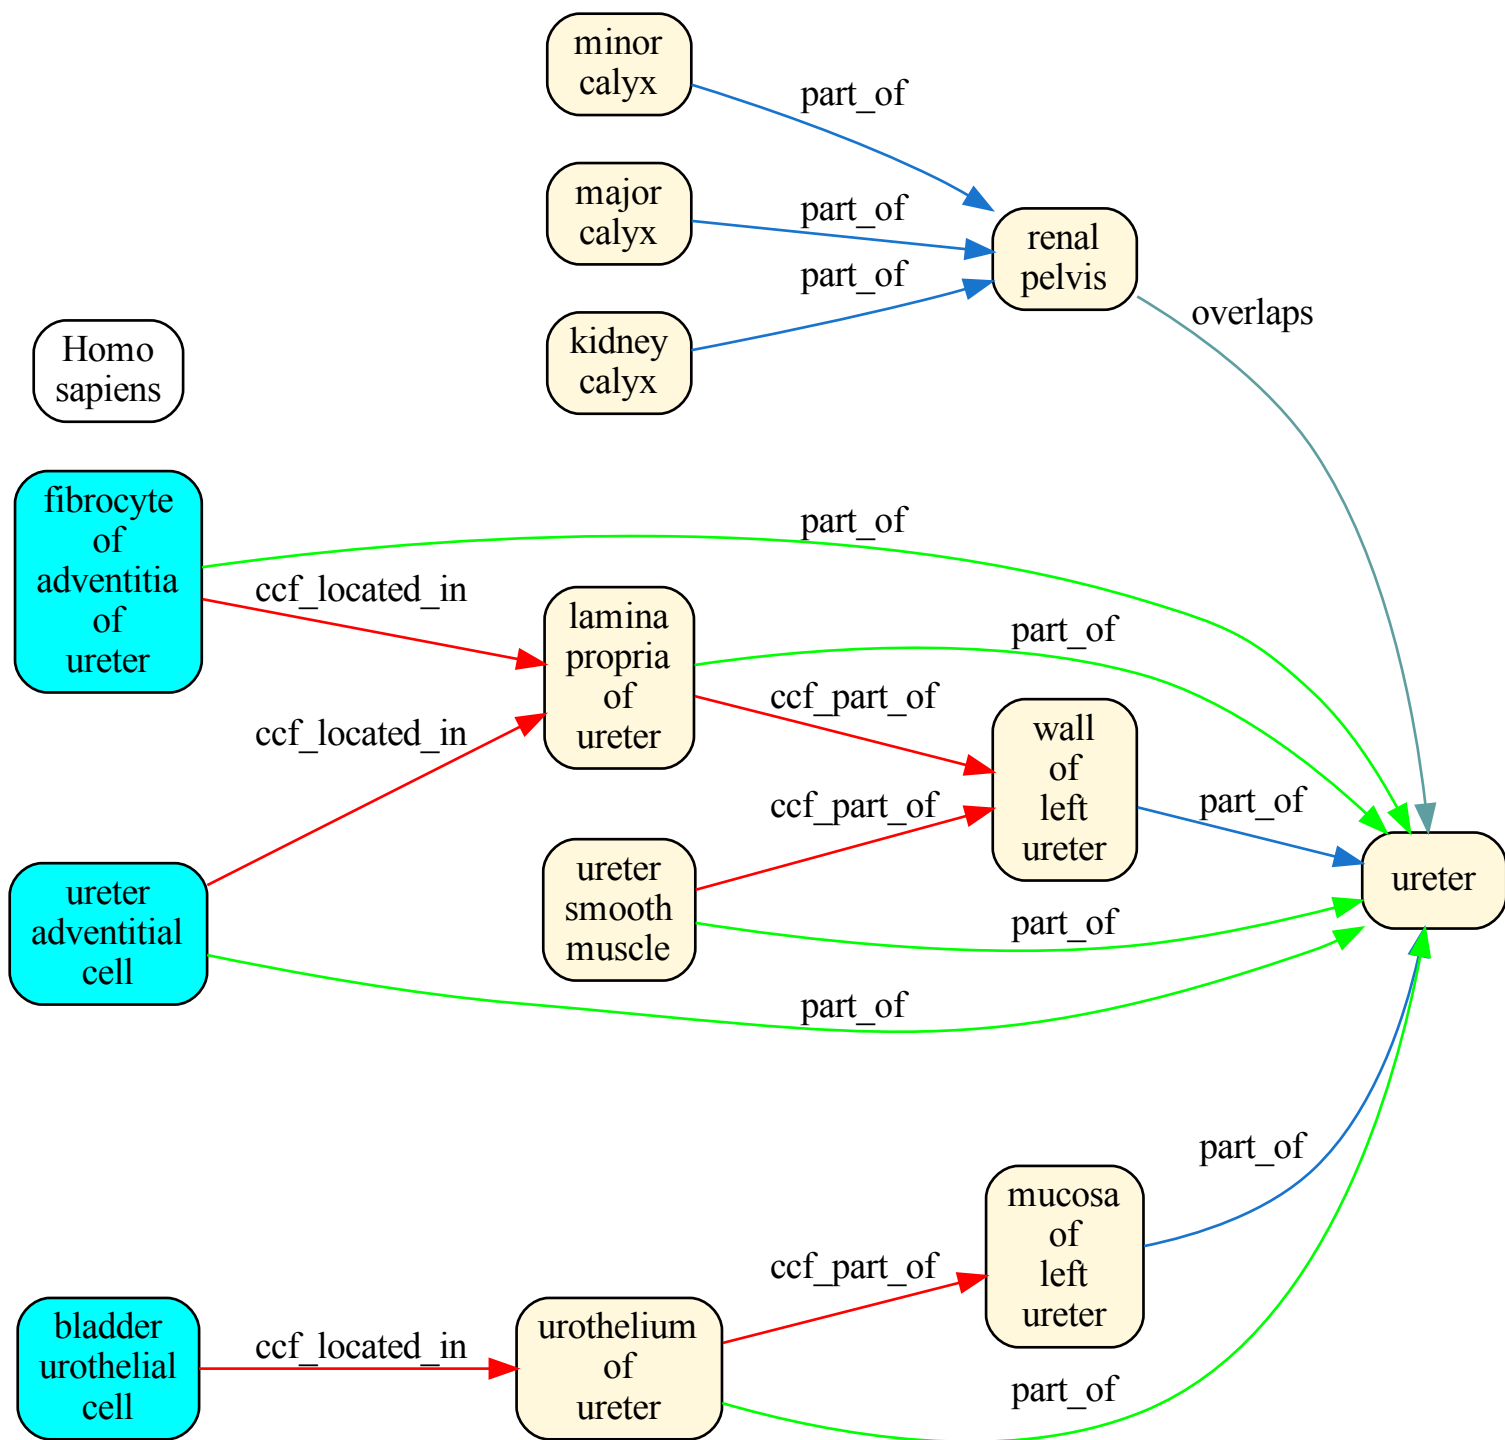 minor
calyx
part_of
major
calyx
part_of
renal
pelvis
part_of
overlaps
kidney
calyx
Homo
sapiens
fibrocyte
of
adventitia
of
ureter
part_of
ccf_located_in
lamina
propria
of
ureter
part_of
ccf_part_of
ccf_located_in
wall
of
left
ureter
ccf_part_of
part_of
ureter
smooth
muscle
part_of
ureter
ureter
adventitial
cell
part_of
part_of
mucosa
of
left
ureter
ccf_part_of
bladder
urothelial
cell
ccf_located_in
urothelium
of
ureter
part_of